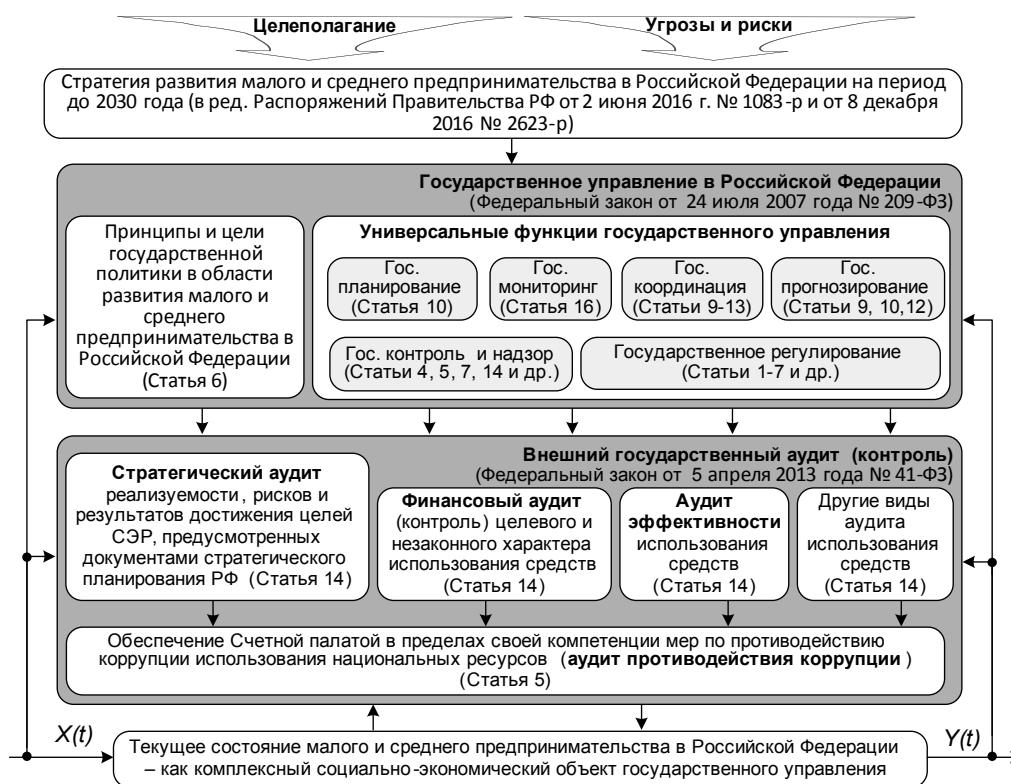 Целеполагание
Угрозы и риски
Стратегия развития малого и среднего предпринимательства в Российской Федерации на период
до 2030 года (в ред. Распоряжений Правительства РФ от 2 июня 2016 г. № 1083-р и от 8 декабря
2016 № 2623-р)
Государственное управление в Российской Федерации
(Федеральный закон от 24 июля 2007 года № 209-ФЗ)
Принципы и цели
государственной
политики в области
развития малого и
среднего
предпринимательства в
Российской Федерации
(Статья 6)
Универсальные функции государственного управления
Гос.
планирование
(Статья 10)
Гос.
мониторинг
(Статья 16)
Гос.
координация
(Статьи 9-13)
Гос.
прогнозирование
(Статьи 9, 10,12)
Гос. контроль и надзор
(Статьи 4, 5, 7, 14 и др.)
Государственное регулирование
(Статьи 1-7 и др.)
Внешний государственный аудит (контроль)
(Федеральный закон от 5 апреля 2013 года № 41-ФЗ)
Стратегический аудит
реализуемости, рисков и
результатов достижения целей
СЭР, предусмотренных
документами стратегического
планирования РФ (Статья 14)
Финансовый аудит
(контроль) целевого и
незаконного характера
использования средств
(Статья 14)
Аудит
эффективности
использования
средств
(Статья 14)
Другие виды
аудита
использования
средств
(Статья 14)
Обеспечение Счетной палатой в пределах своей компетенции мер по противодействию
коррупции использования национальных ресурсов (аудит противодействия коррупции)
(Статья 5)
X(t)
Текущее состояние малого и среднего предпринимательства в Российской Федерации
– как комплексный социально-экономический объект государственного управления
Y(t)